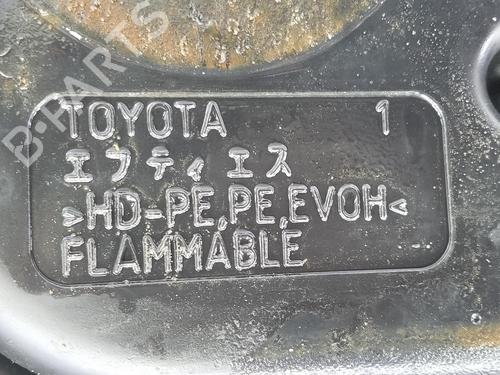 B-PARTS
TOYOTA 1
エフティエス
>HD-PE,PE,EVOH<
FLAMMABLE